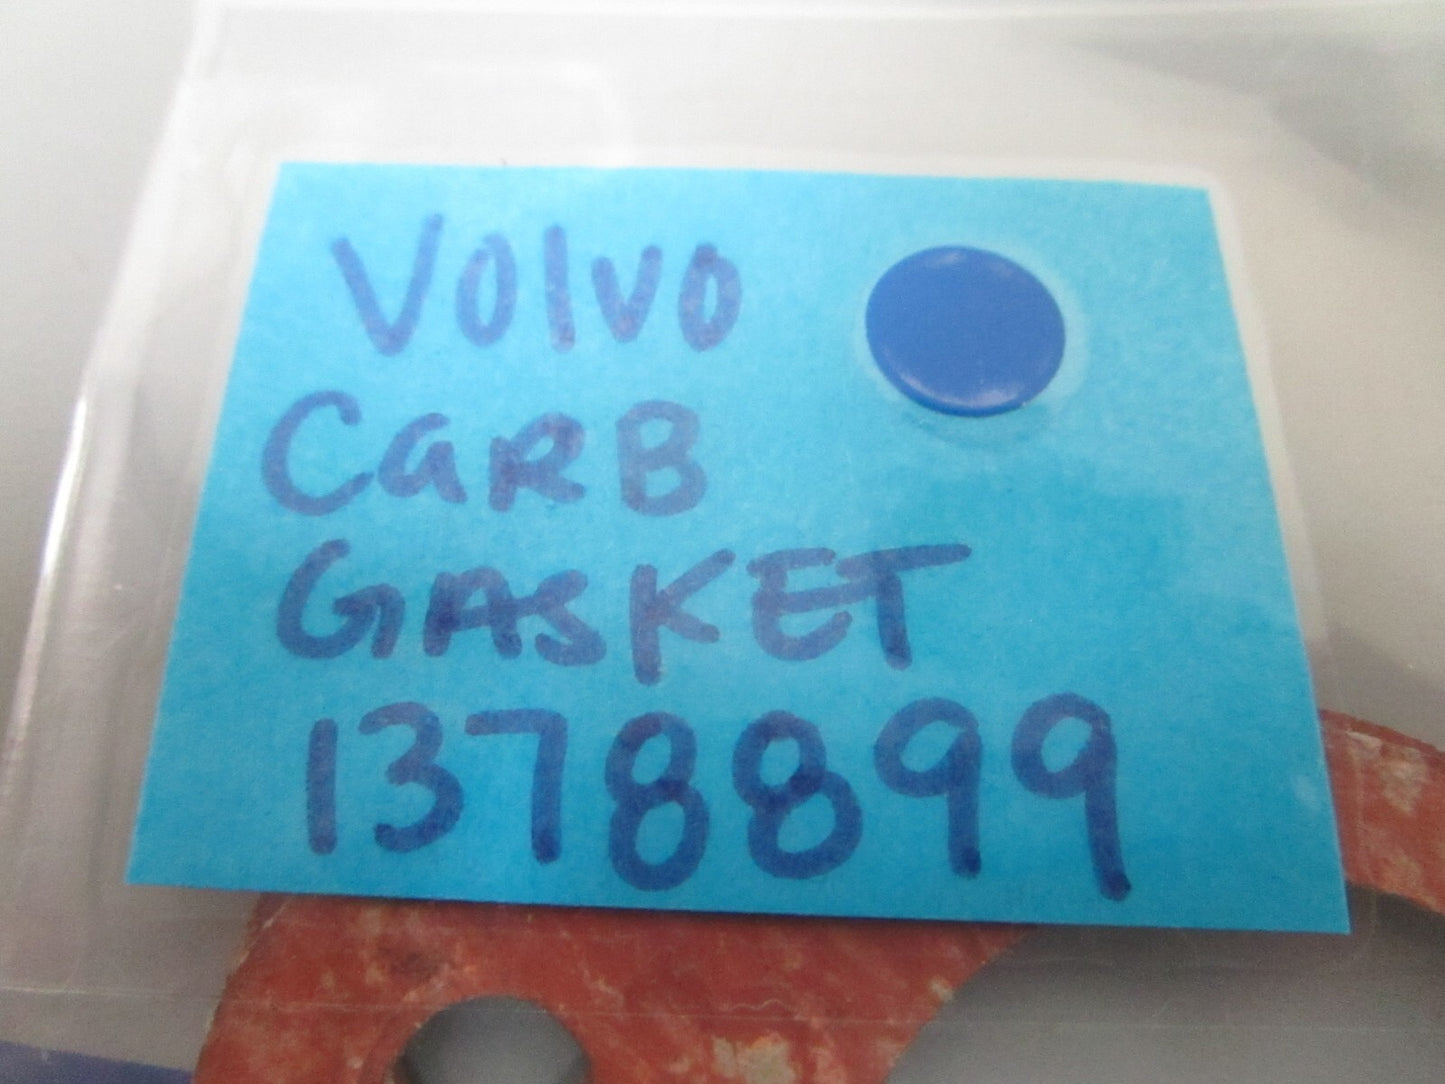 Volvo
CaRB
GASKET
1378899